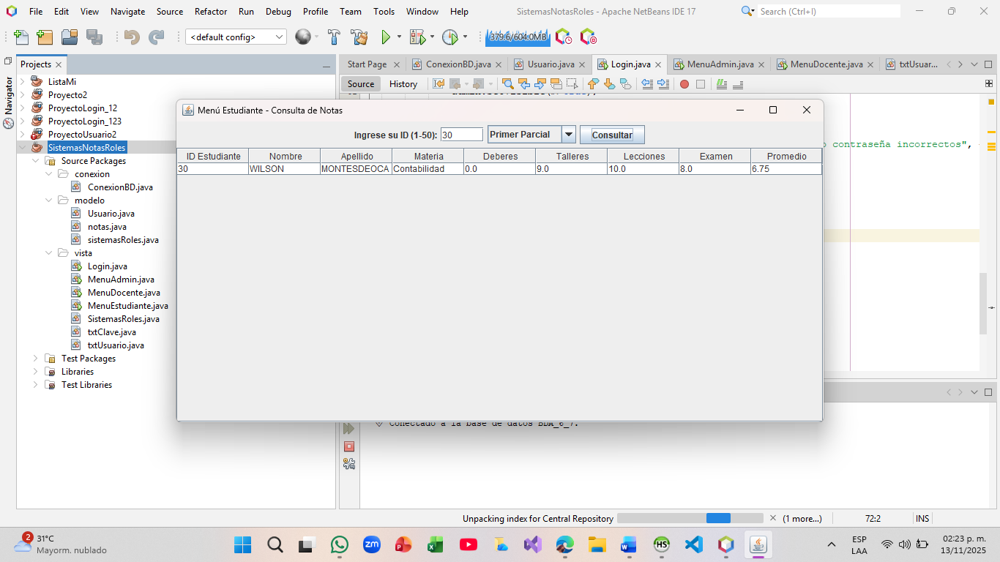 File Edit View Navigate Source Refactor Run Debug Profile Team Tools Window Help
SistemasNotasRoles - Apache NetBeans IDE 17
Search (Ctrl+I)
<default config>
379.6/604.0MB
Projects
Navigator
ListaMi
Proyecto2
ProyectoLogin_12
ProyectoLogin_123
ProyectoUsuario2
SistemasNotasRoles
Source Packages
conexion
ConexionBD.java
modelo
Usuario.java
notas.java
sistemasRoles.java
vista
Login.java
MenuAdmin.java
MenuDocente.java
MenuEstudiante.java
SistemasRoles.java
txtClave.java
txtUsuario.java
Test Packages
Libraries
Test Libraries
Start Page ConexionBD.java Usuario.java Login.java MenuAdmin.java MenuDocente.java txtUsuar...
Source History
contraseña incorrectos",
Menú Estudiante - Consulta de Notas
Ingrese su ID (1-50): 30 Primer Parcial Consultar
ID Estudiante Nombre Apellido Materia Deberes Talleres Lecciones Examen Promedio
30 WILSON MONTESDEOCA Contabilidad 0.0 9.0 10.0 8.0 6.75
Conectado a la base de datos BDA_6_7.
Unpacking index for Central Repository (1 more...) 72:2 INS
2
31°C
Mayorm. nublado
zm
HS
ESP
LAA
02:23 p. m.
13/11/2025